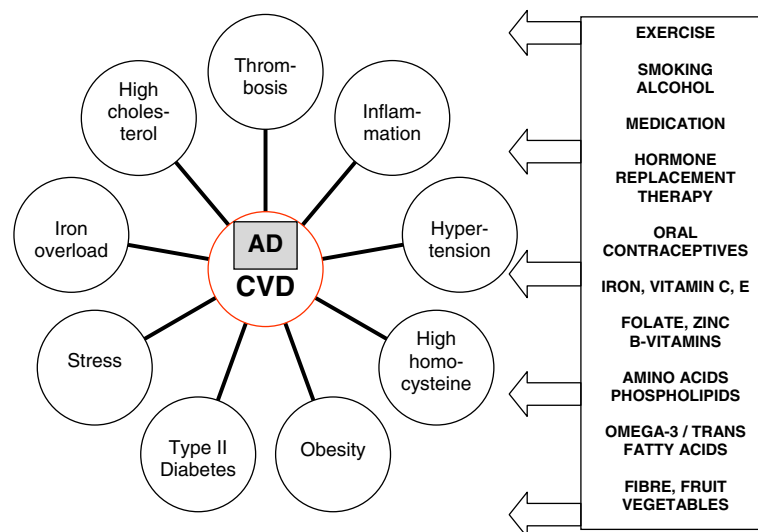 Throm-
bosis
Inflam-
mation
Hyper-
tension
High
homo-
cysteine
Obesity
Type II
Diabetes
Stress
Iron
overload
High
choles-
terol
AD
CVD
EXERCISE
SMOKING
ALCOHOL
MEDICATION
HORMONE
REPLACEMENT
THERAPY
ORAL
CONTRACEPTIVES
IRON, VITAMIN C, E
FOLATE, ZINC
B-VITAMINS
AMINO ACIDS
PHOSPHOLIPIDS
OMEGA-3 / TRANS
FATTY ACIDS
FIBRE, FRUIT
VEGETABLES